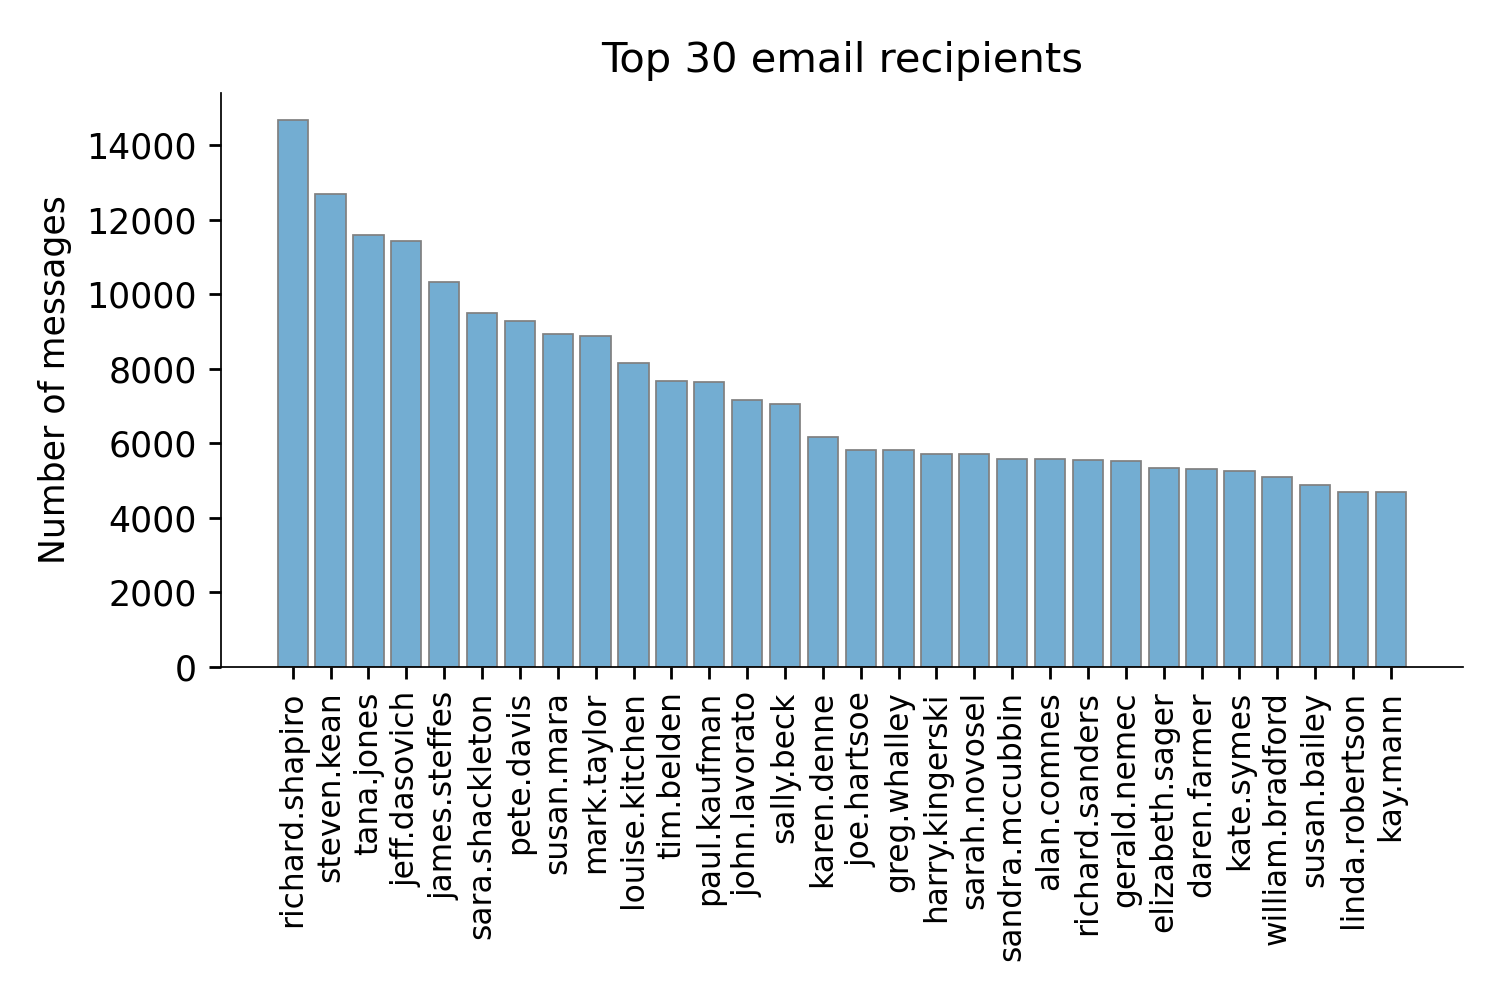 Top 30 email recipients
Number of messages
14000
12000
10000
8000
6000
4000
2000
0
richard.shapiro
steven.kean
tana.jones
jeff.dasovich
james.steffes
sara.shackleton
pete.davis
susan.mara
mark.taylor
louise.kitchen
tim.belden
paul.kaufman
john.lavorato
sally.beck
karen.denne
joe.hartsoe
greg.whalley
harry.kingerski
sarah.novosel
sandra.mccubbin
alan.comnes
richard.sanders
gerald.nemec
elizabeth.sager
daren.farmer
kate.symes
william.bradford
susan.bailey
linda.robertson
kay.mann